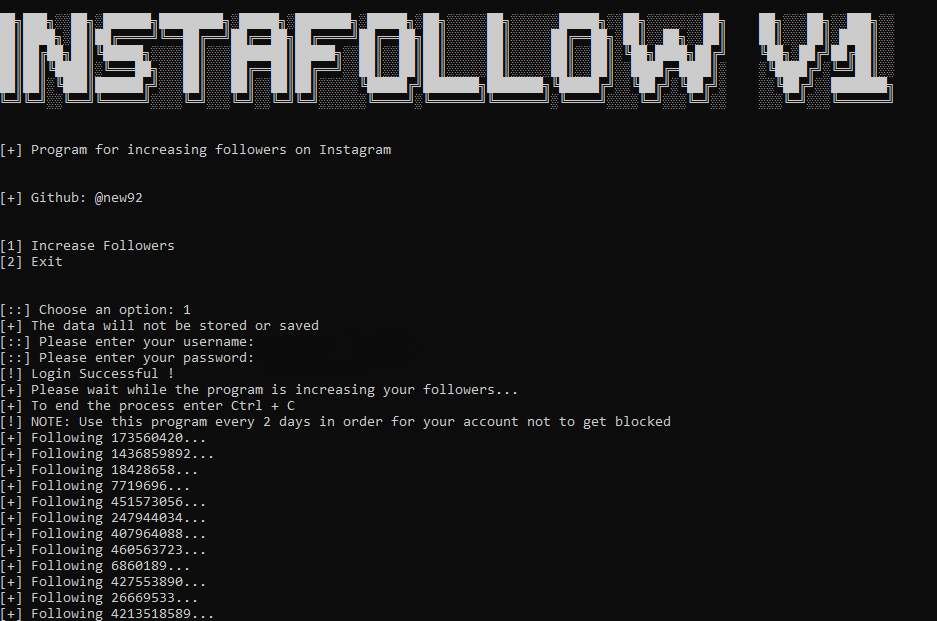 INSTAFOLLOW V1
[+] Program for increasing followers on Instagram
[+] Github: @new92
[1] Increase Followers
[2] Exit
[::] Choose an option: 1
[+] The data will not be stored or saved
[::] Please enter your username:
[::] Please enter your password:
[!] Login Successful !
[+] Please wait while the program is increasing your followers...
[+] To end the process enter Ctrl + C
[!] NOTE: Use this program every 2 days in order for your account not to get blocked
[+] Following 173560420...
[+] Following 1436859892...
[+] Following 18428658...
[+] Following 7719696...
[+] Following 451573056...
[+] Following 247944034...
[+] Following 407964088...
[+] Following 460563723...
[+] Following 6860189...
[+] Following 427553890...
[+] Following 26669533...
[+] Following 4213518589...